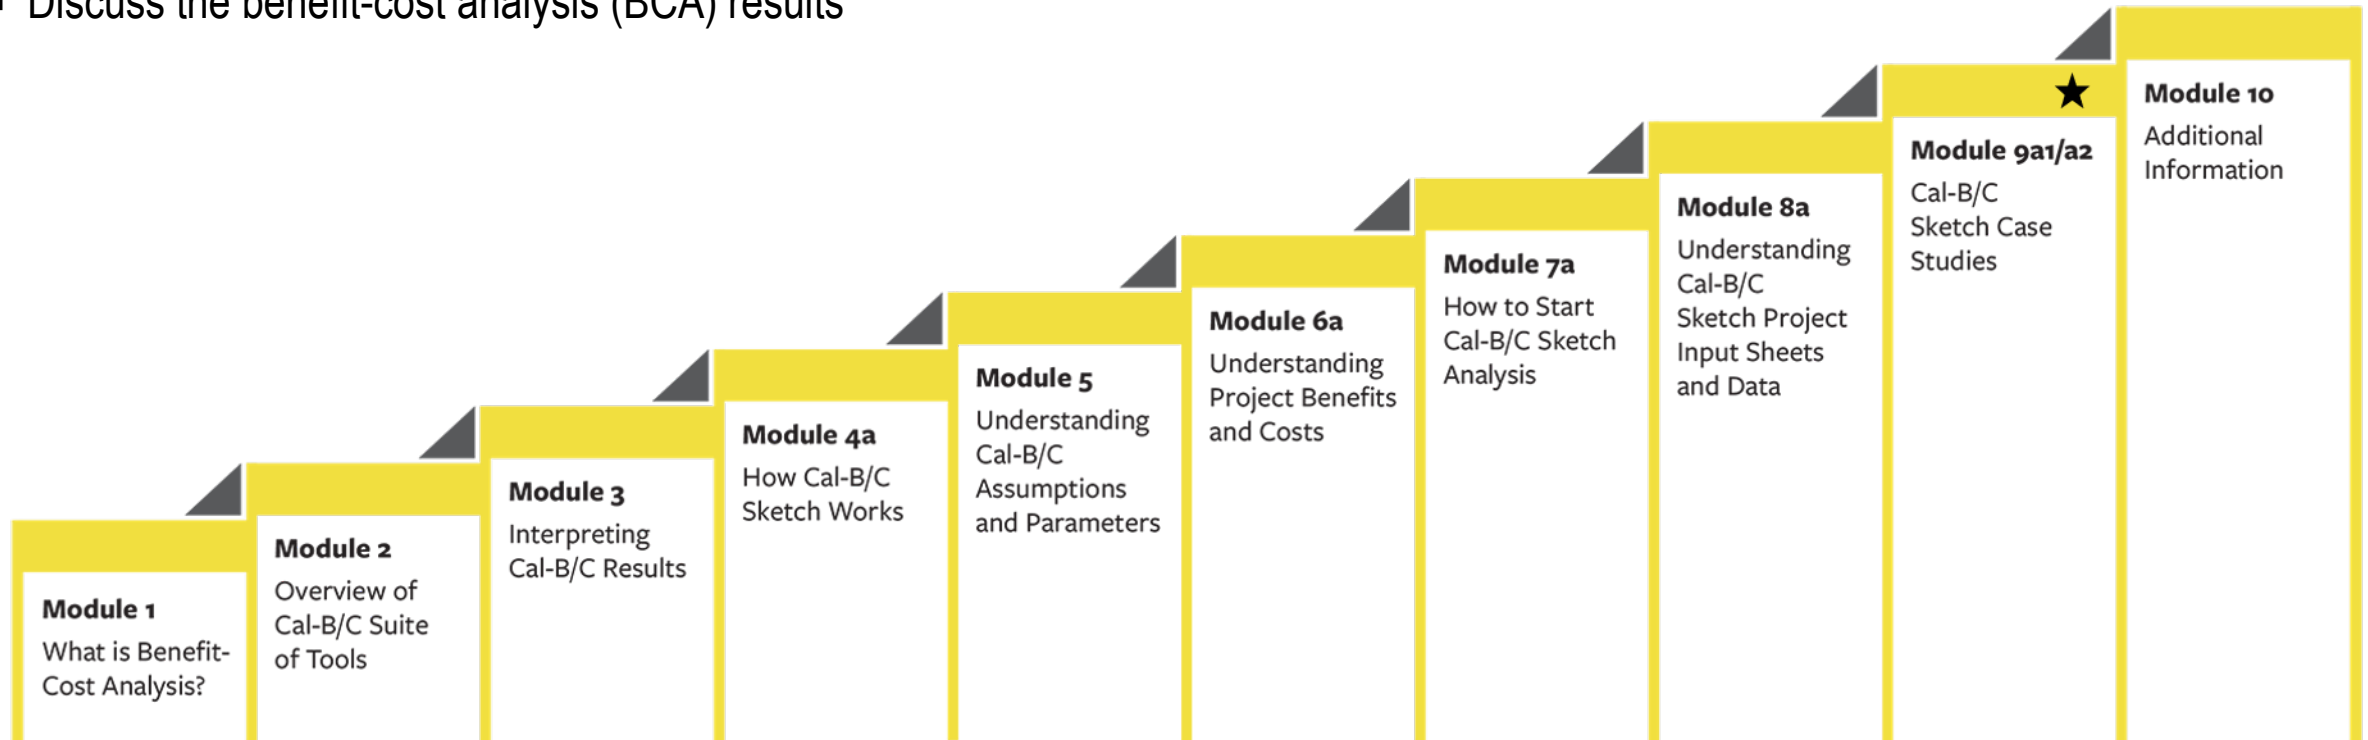 Discuss the benefit-cost analysis (BCA) results
Module 1
What is Benefit-
Cost Analysis?
Module 2
Overview of
Cal-B/C Suite
of Tools
Module 3
Interpreting
Cal-B/C Results
Module 4a
How Cal-B/C
Sketch Works
Module 5
Understanding
Cal-B/C
Assumptions
and Parameters
Module 6a
Understanding
Project Benefits
and Costs
Module 7a
How to Start
Cal-B/C Sketch
Analysis
Module 8a
Understanding
Cal-B/C
Sketch Project
Input Sheets
and Data
Module 9a1/a2
Cal-B/C
Sketch Case
Studies
Module 10
Additional
Information